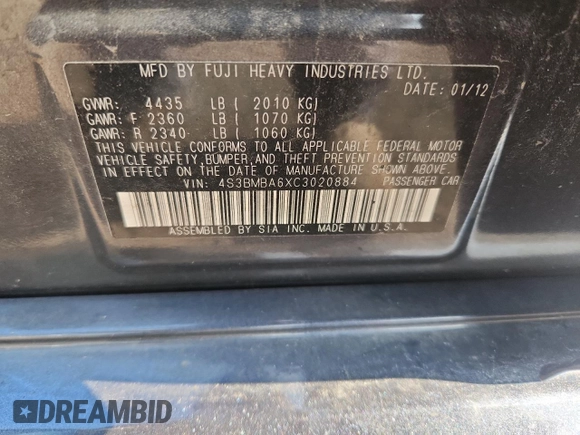 MFD BY FUJI HEAVY INDUSTRIES LTD.
DATE: 01/12
GVWR: 4435 LB ( 2010 KG)
GAWR: F 2360 LB ( 1070 KG)
GAWR: R 2340 LB ( 1060 KG)
THIS VEHICLE CONFORMS TO ALL APPLICABLE FEDERAL MOTOR
VEHICLE SAFETY, BUMPER, AND THEFT PREVENTION STANDARDS
IN EFFECT ON THE DATE OF MANUFACTURE SHOWN ABOVE.
VIN: 4S3BMBA6XC3020884 PASSENGER CAR
ASSEMBLED BY SIA INC. MADE IN U.S.A.
DREAMBID